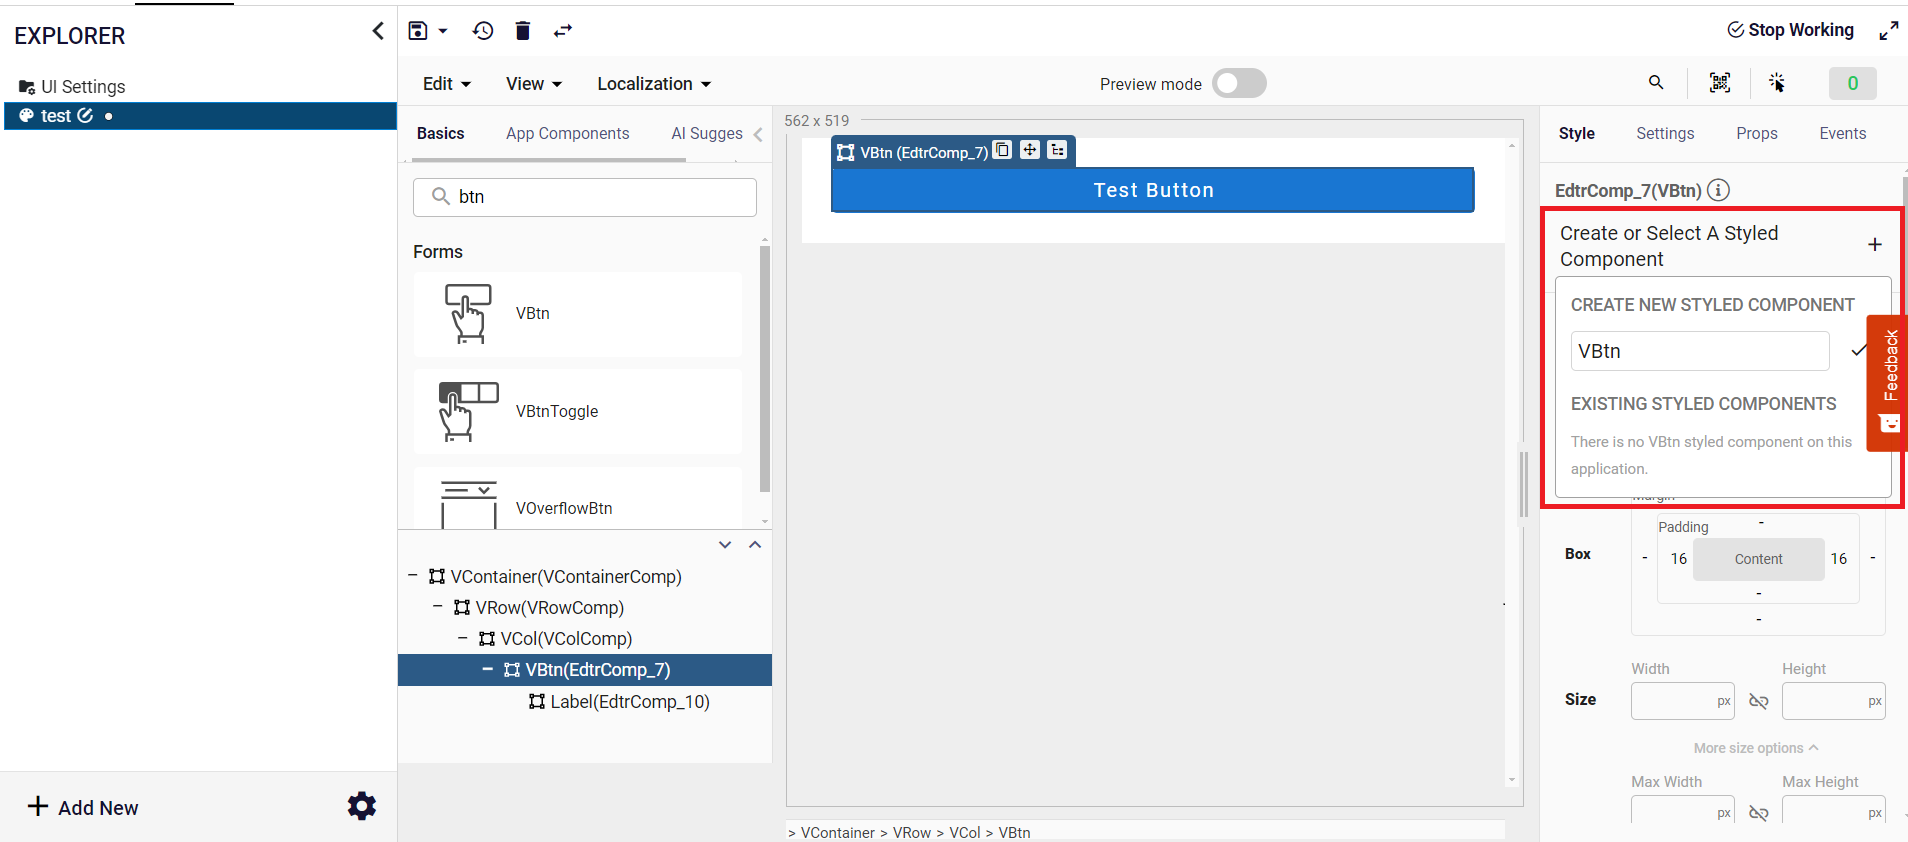 EXPLORER
UI Settings
test
Stop Working
Edit
View
Localization
Preview mode
0
Basics
App Components
AI Sugges
btn
Forms
VBtn
VBtnToggle
VOverflowBtn
VContainer(VContainerComp)
VRow(VRowComp)
VCol(VColComp)
VBtn(EdtrComp_7)
Label(EdtrComp_10)
Add New
562 x 519
VBtn (EdtrComp_7)
Test Button
> VContainer > VRow > VCol > VBtn
Style
Settings
Props
Events
EdtrComp_7(VBtn)
Create or Select A Styled
Component
CREATE NEW STYLED COMPONENT
VBtn
EXISTING STYLED COMPONENTS
There is no VBtn styled component on this
application.
Feedback
Margin
Padding
-
Box
-
16
Content
16
-
-
-
Width
Height
Size
px
px
More size options
Max Width
Max Height
px
px